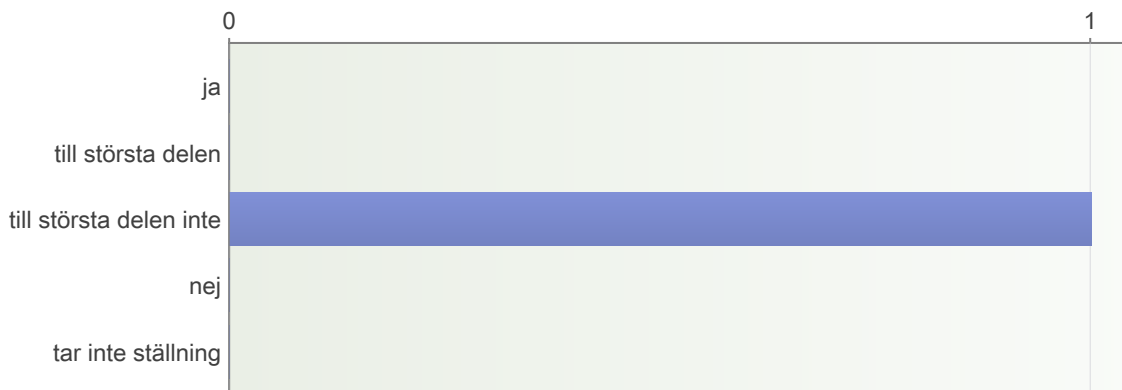 0 1
ja
till största delen
till största delen inte
nej
tar inte ställning